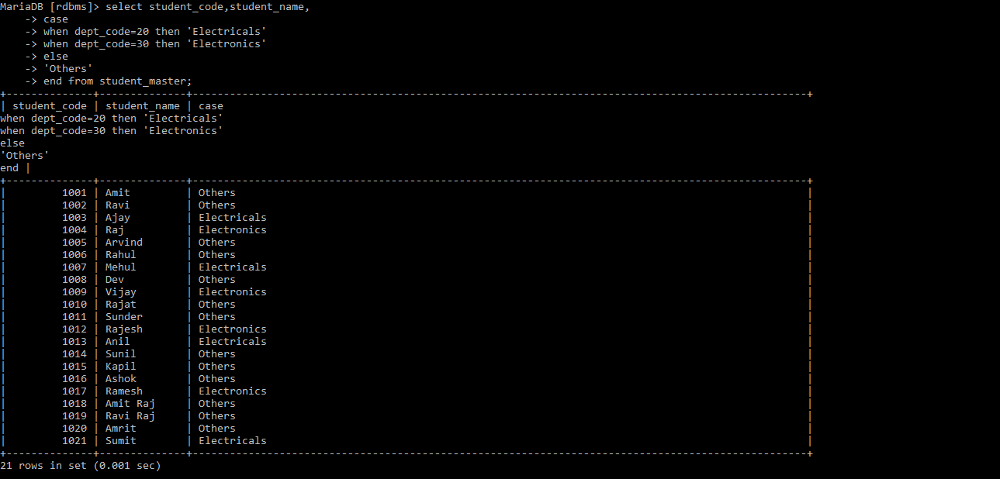 MariaDB [rdbms]> select student_code,student_name,
    -> case
    -> when dept_code=20 then 'Electricals'
    -> when dept_code=30 then 'Electronics'
    -> else
    -> 'Others'
    -> end from student_master;
+--------------+--------------+---------------------------------------------------------------------------------------------------+
| student_code | student_name | case
when dept_code=20 then 'Electricals'
when dept_code=30 then 'Electronics'
else
'Others'
end |
+--------------+--------------+---------------------------------------------------------------------------------------------------+
|         1001 | Amit         | Others                                                                                            |
|         1002 | Ravi         | Others                                                                                            |
|         1003 | Ajay         | Electricals                                                                                       |
|         1004 | Raj          | Electronics                                                                                       |
|         1005 | Arvind       | Others                                                                                            |
|         1006 | Rahul        | Others                                                                                            |
|         1007 | Mehul        | Electricals                                                                                       |
|         1008 | Dev          | Others                                                                                            |
|         1009 | Vijay        | Electronics                                                                                       |
|         1010 | Rajat        | Others                                                                                            |
|         1011 | Sunder       | Others                                                                                            |
|         1012 | Rajesh       | Electronics                                                                                       |
|         1013 | Anil         | Electricals                                                                                       |
|         1014 | Sunil        | Others                                                                                            |
|         1015 | Kapil        | Others                                                                                            |
|         1016 | Ashok        | Others                                                                                            |
|         1017 | Ramesh       | Electronics                                                                                       |
|         1018 | Amit Raj     | Others                                                                                            |
|         1019 | Ravi Raj     | Others                                                                                            |
|         1020 | Amrit        | Others                                                                                            |
|         1021 | Sumit        | Electricals                                                                                       |
+--------------+--------------+---------------------------------------------------------------------------------------------------+
21 rows in set (0.001 sec)